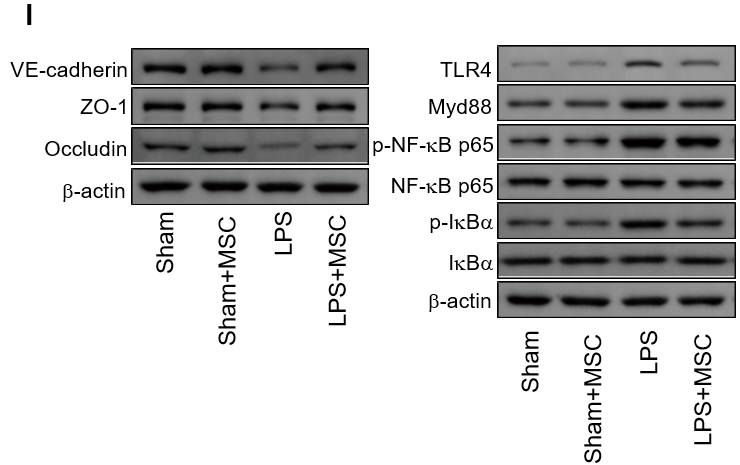 I
VE-cadherin
ZO-1
Occludin
β-actin
Sham
Sham+MSC
LPS
LPS+MSC
TLR4
Myd88
p-NF-κB p65
NF-κB p65
p-IκBα
IκBα
β-actin
Sham
Sham+MSC
LPS
LPS+MSC